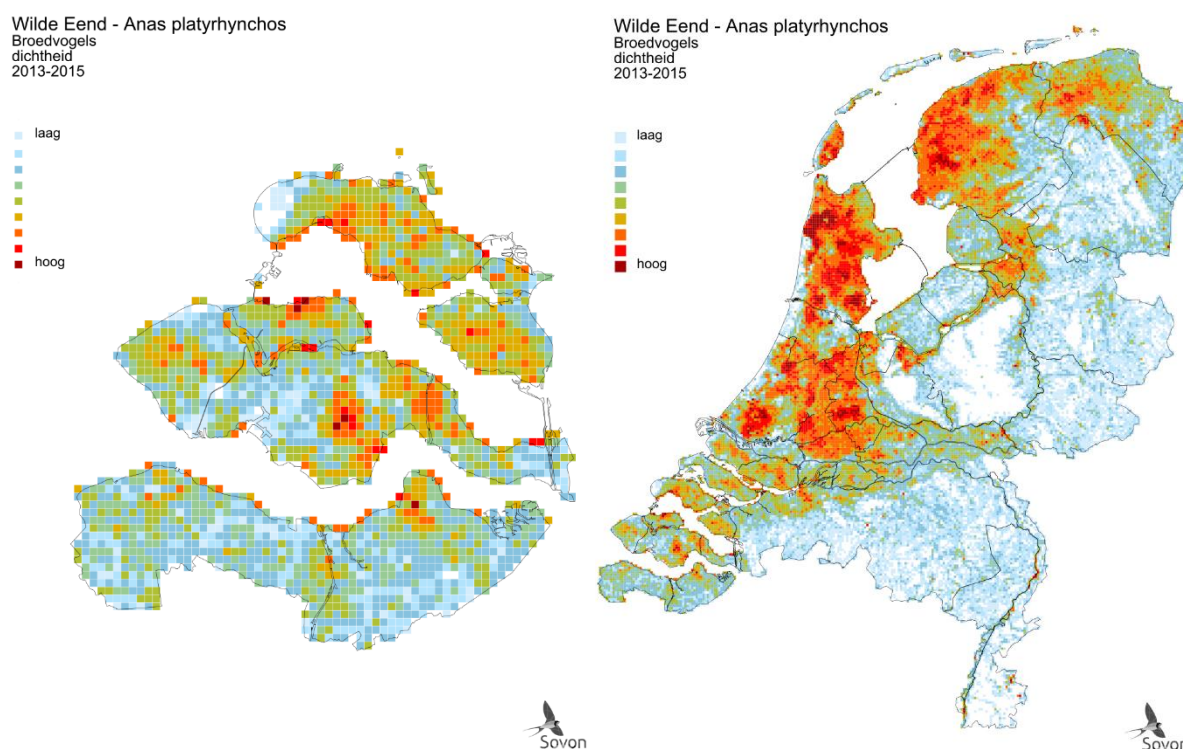 Wilde Eend - Anas platyrhynchos
Broedvogels
dichtheid
2013-2015
laag
hoog
Sovon
Wilde Eend - Anas platyrhynchos
Broedvogels
dichtheid
2013-2015
laag
hoog
Sovon